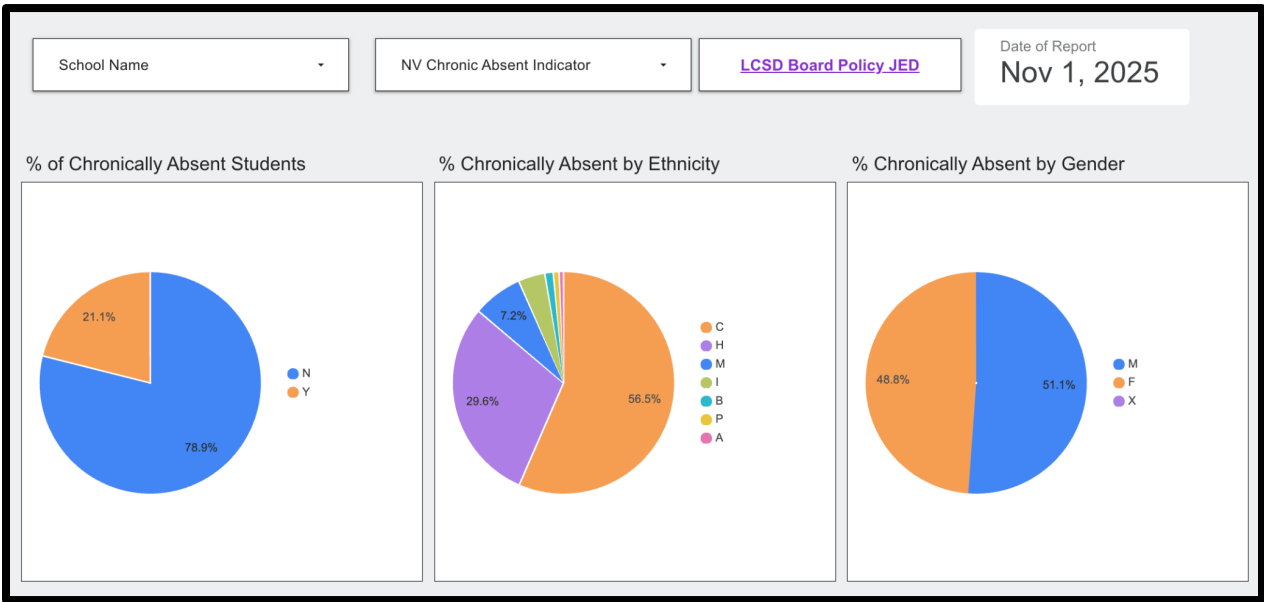 School Name
NV Chronic Absent Indicator
LCSD Board Policy JED
Date of Report
Nov 1, 2025
% of Chronically Absent Students
21.1%
78.9%
N
Y
% Chronically Absent by Ethnicity
7.2%
29.6%
56.5%
C
H
M
I
B
P
A
% Chronically Absent by Gender
48.8%
51.1%
M
F
X